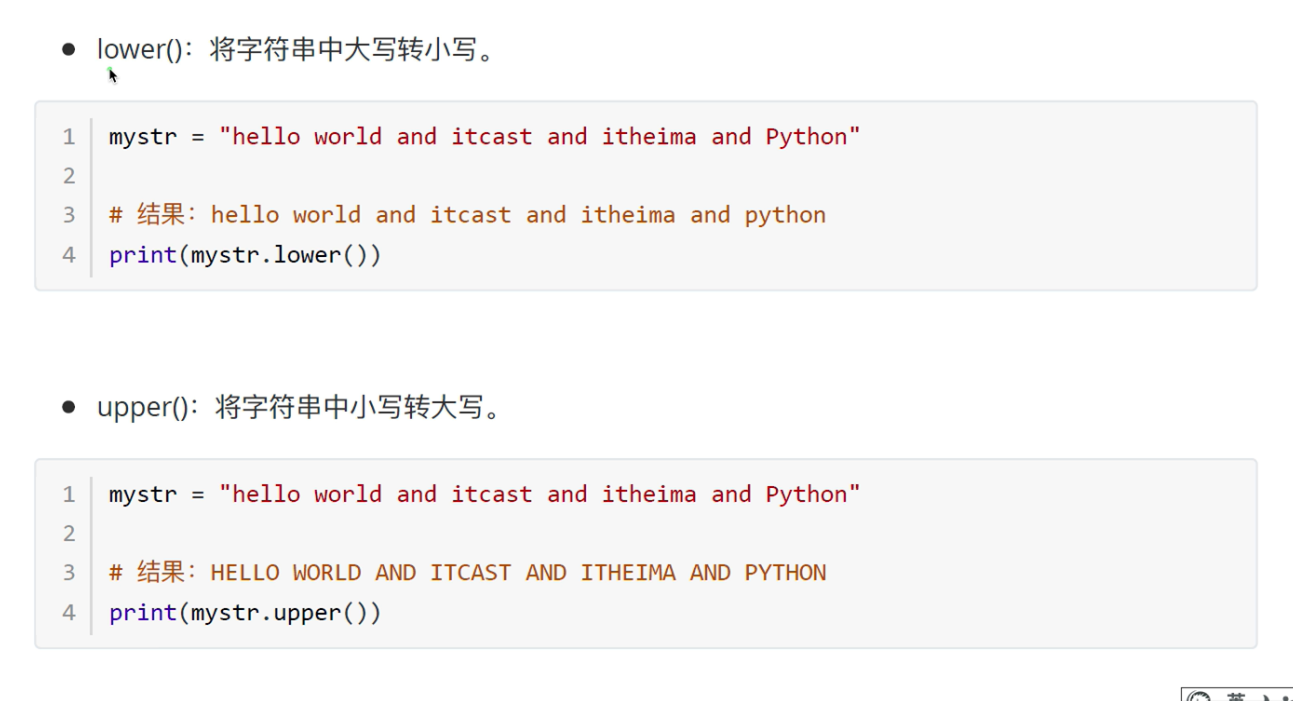 lower()：将字符串中大写转小写。
1 mystr = "hello world and itcast and itheima and Python"
2
3 # 结果：hello world and itcast and itheima and python
4 print(mystr.lower())
upper()：将字符串中小写转大写。
1 mystr = "hello world and itcast and itheima and Python"
2
3 # 结果：HELLO WORLD AND ITCAST AND ITHEIMA AND PYTHON
4 print(mystr.upper())